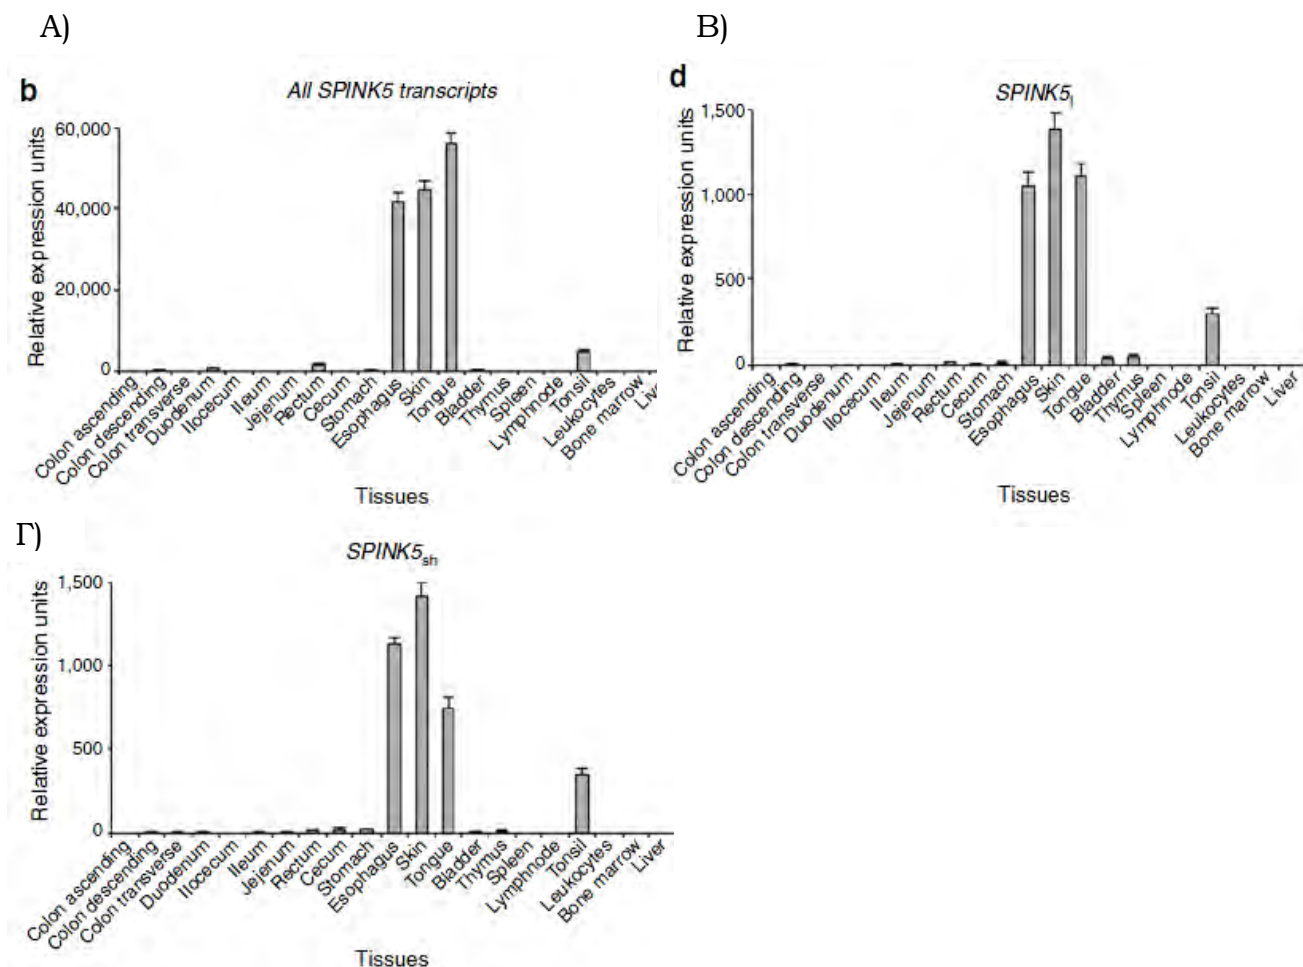 A)
B)
b
All SPINK5 transcripts
60,000
40,000
20,000
0
Relative expression units
Colon ascending
Colon descending
Colon transverse
Duodenum
Ilocecum
Ileum
Jejenum
Rectum
Cecum
Stomach
Esophagus
Skin
Tongue
Bladder
Thymus
Spleen
Lymphnode
Tonsil
Leukocytes
Bone marrow
Live
Tissues
d
SPINK5l
1,500
1,000
500
0
Relative expression units
Colon ascending
Colon descending
Colon transverse
Duodenum
Ilocecum
Ileum
Jejenum
Rectum
Cecum
Stomach
Esophagus
Skin
Tongue
Bladder
Thymus
Spleen
Lymphnode
Tonsil
Leukocytes
Bone marrow
Liver
Tissues
Γ)
SPINK5sh
1,500
1,000
500
0
Relative expression units
Colon ascending
Colon descending
Colon transverse
Duodenum
Ilocecum
Ileum
Jejenum
Rectum
Cecum
Stomach
Esophagus
Skin
Tongue
Bladder
Thymus
Spleen
Lymphnode
Tonsil
Leukocytes
Bone marrow
Liver
Tissues